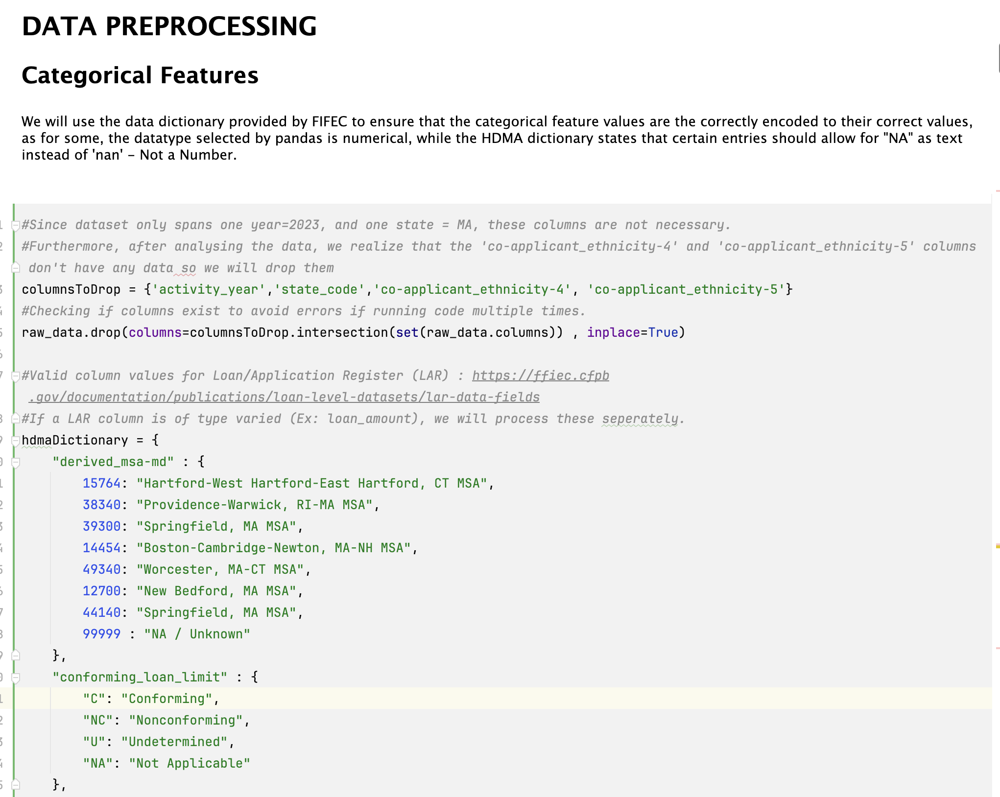 DATA PREPROCESSING
Categorical Features
We will use the data dictionary provided by FIFEC to ensure that the categorical feature values are the correctly encoded to their correct values,
as for some, the datatype selected by pandas is numerical, while the HDMA dictionary states that certain entries should allow for "NA" as text
instead of 'nan' – Not a Number.
#Since dataset only spans one year=2023, and one state = MA, these columns are not necessary.
#Furthermore, after analysing the data, we realize that the 'co-applicant_ethnicity-4' and 'co-applicant_ethnicity-5' columns
don't have any data so we will drop them
columnsToDrop = {'activity_year','state_code','co-applicant_ethnicity-4', 'co-applicant_ethnicity-5'}
#Checking if columns exist to avoid errors if running code multiple times.
raw_data.drop(columns=columnsToDrop.intersection(set(raw_data.columns)) , inplace=True)
#Valid column values for Loan/Application Register (LAR) : https://ffiec.cfpb
.gov/documentation/publications/loan-level-datasets/lar-data-fields
#If a LAR column is of type varied (Ex: loan_amount), we will process these seperately.
hdmaDictionary = {
"derived_msa-md" : {
15764: "Hartford-West Hartford-East Hartford, CT MSA",
38340: "Providence-Warwick, RI-MA MSA",
39300: "Springfield, MA MSA",
14454: "Boston-Cambridge-Newton, MA-NH MSA",
49340: "Worcester, MA-CT MSA",
12700: "New Bedford, MA MSA",
44140: "Springfield, MA MSA",
99999 : "NA / Unknown"
},
"conforming_loan_limit" : {
"C": "Conforming",
"NC": "Nonconforming",
"U": "Undetermined",
"NA": "Not Applicable"
},